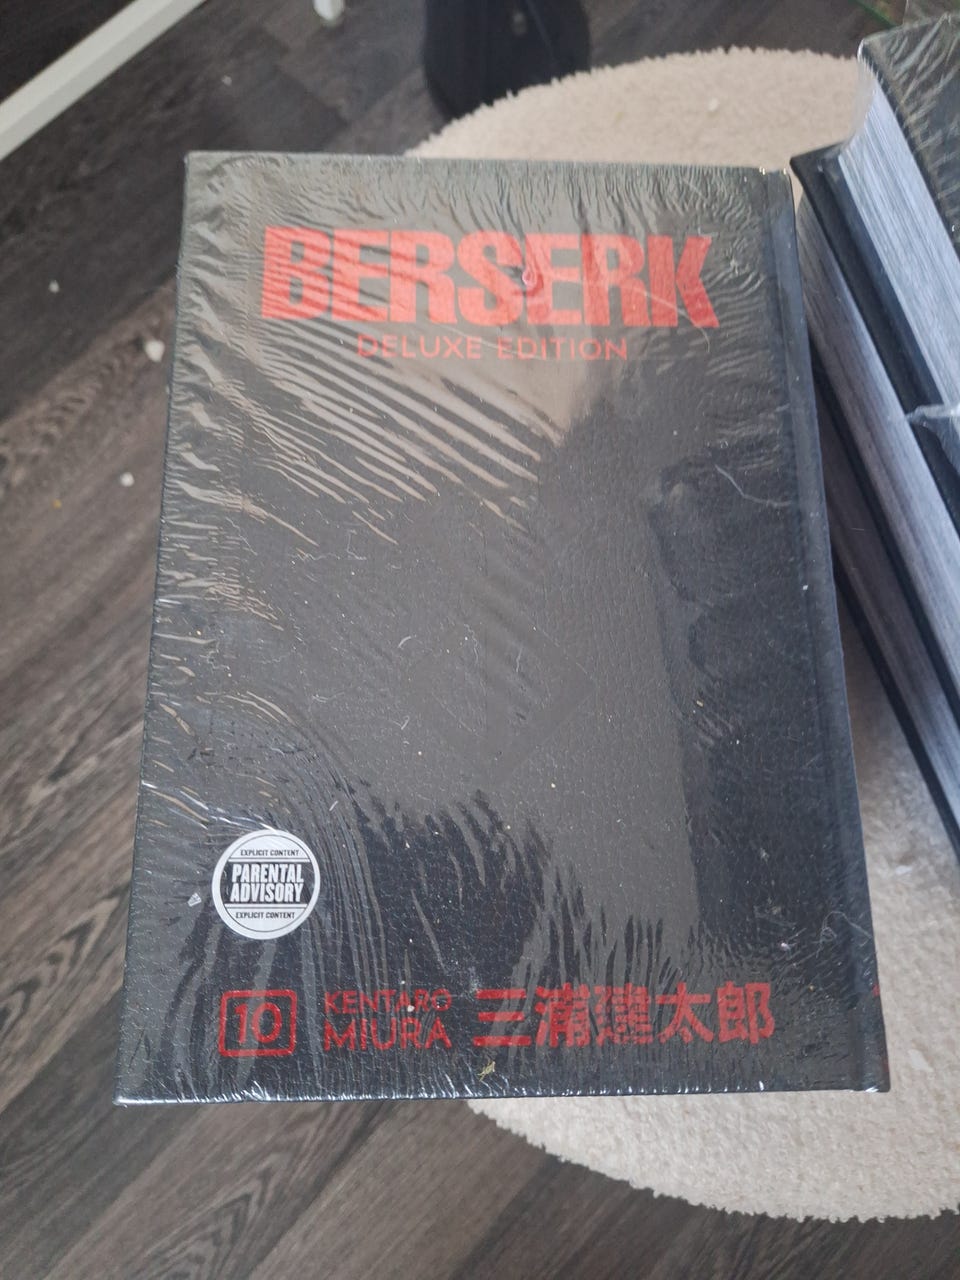 BERSERK
DELUXE EDITION
EXPLICIT CONTENT
PARENTAL
ADVISORY
EXPLICIT CONTENT
10
KENTARO
MIURA
三浦建太郎